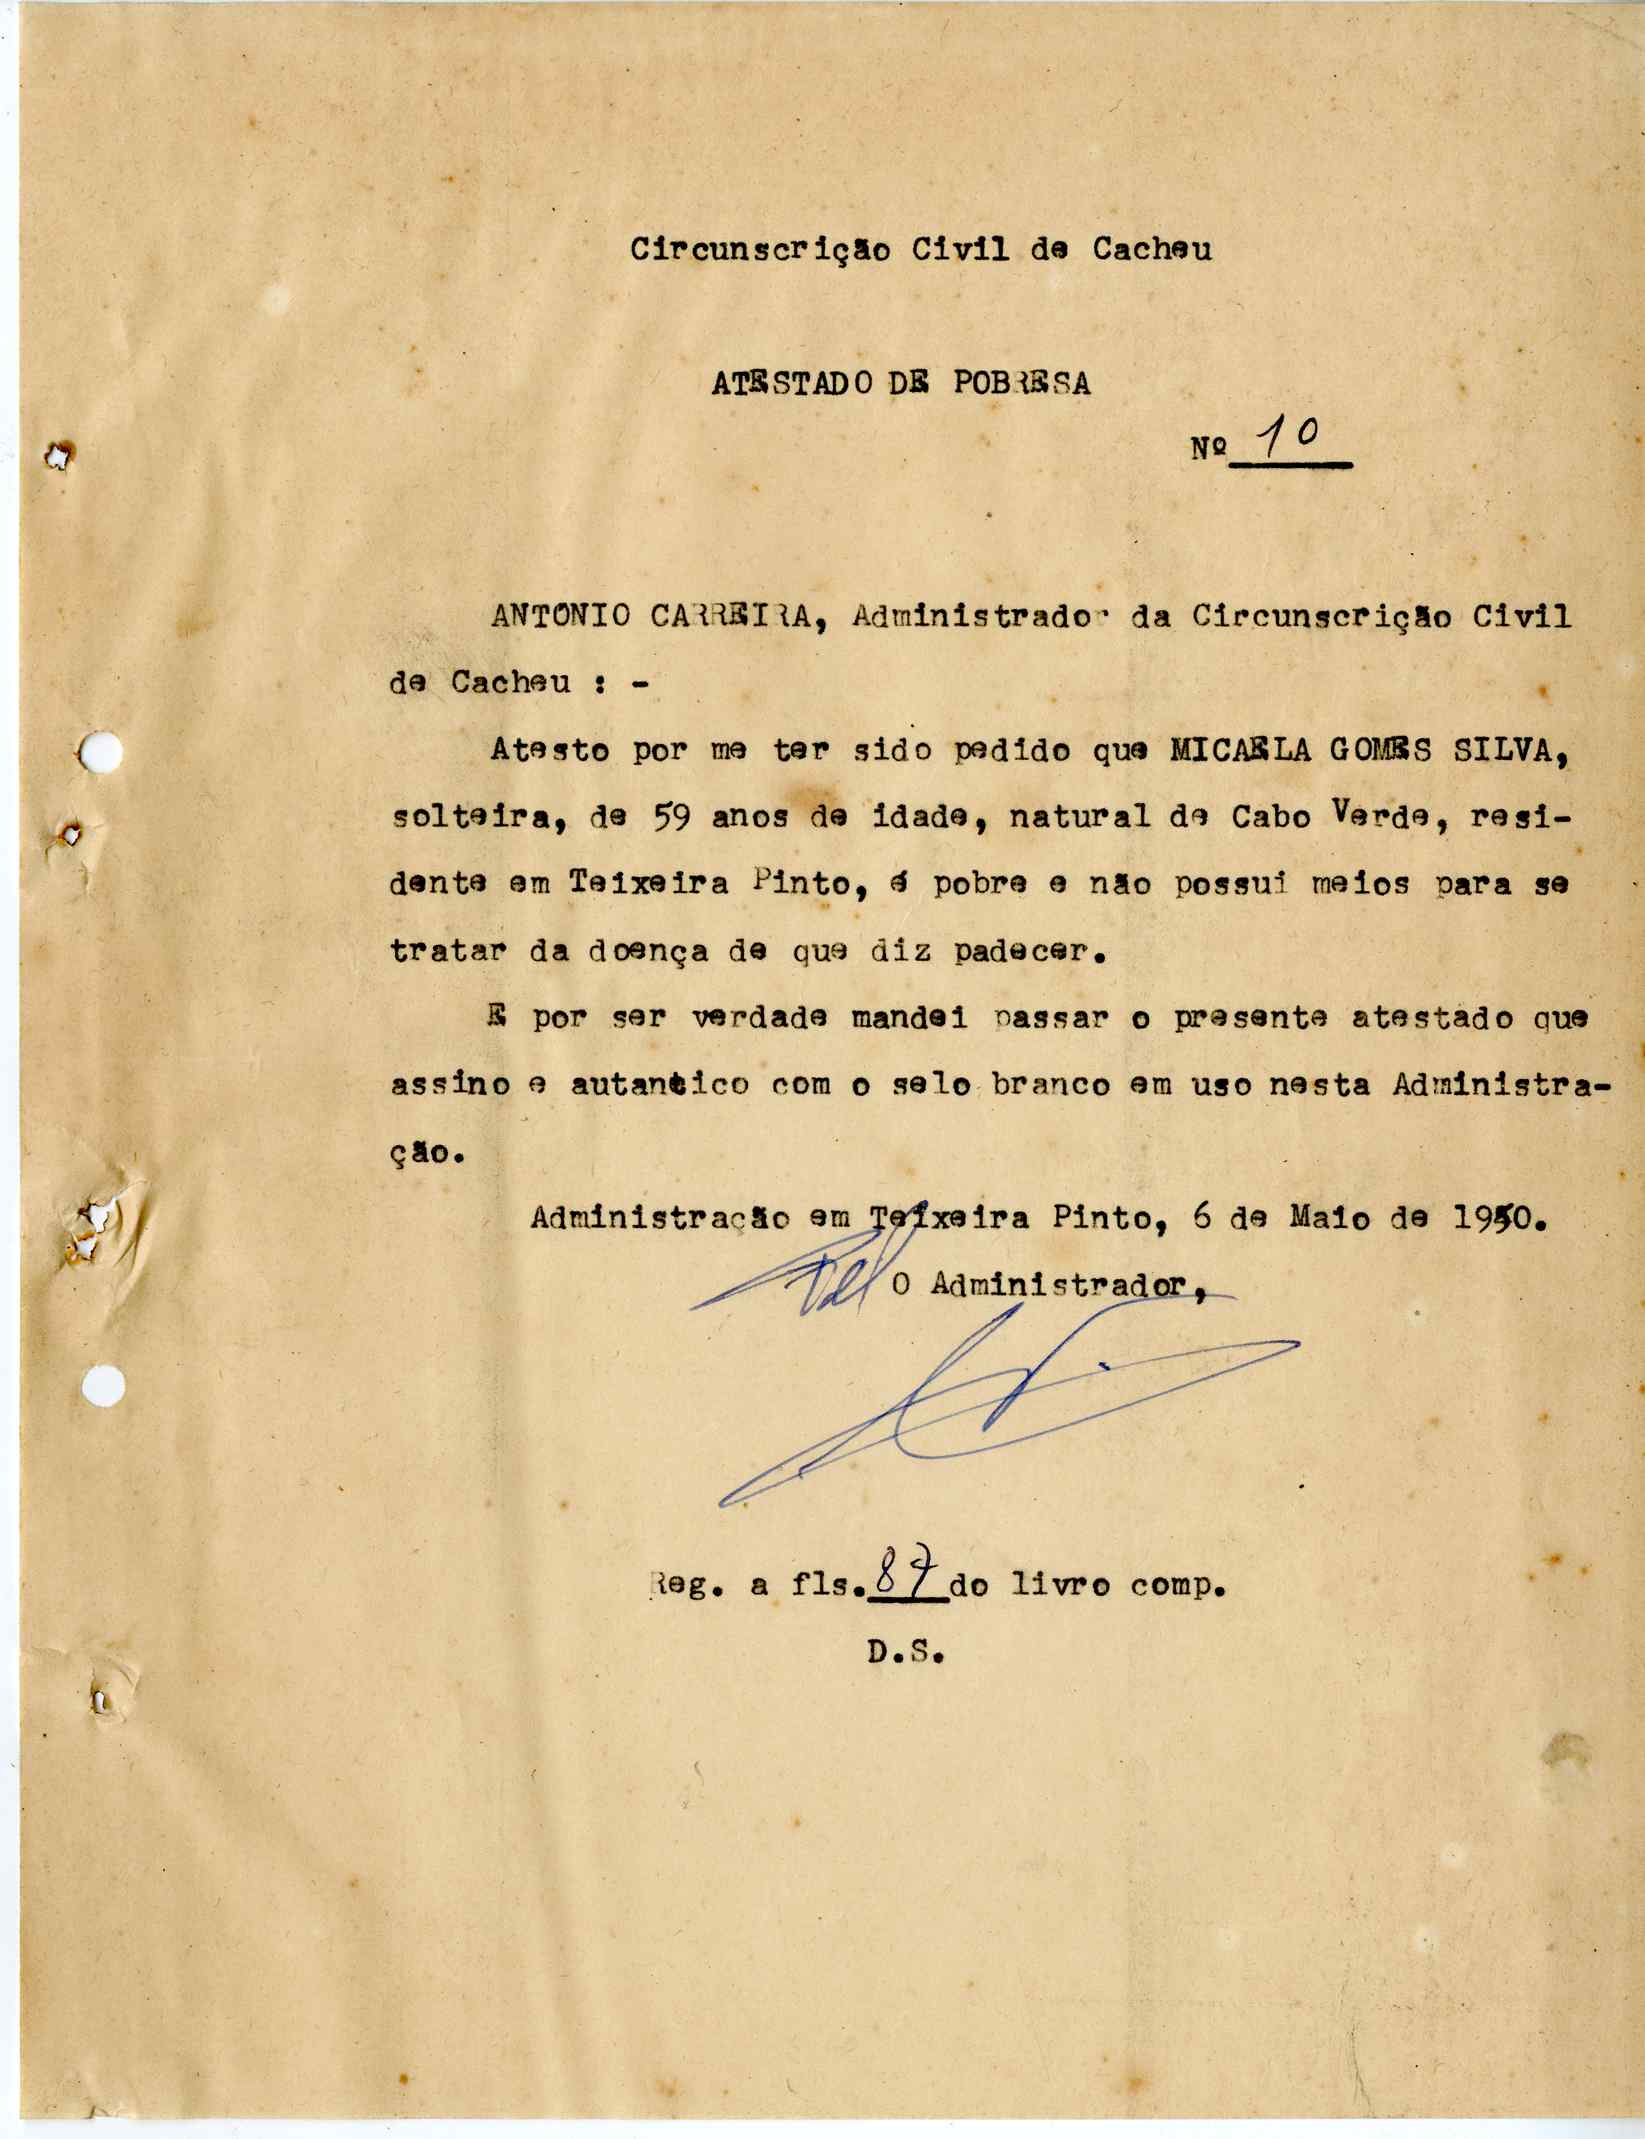 Circunscrição Civil de Cacheu
ATESTADO DE POBRESA
Nº 10
ANTONIO CARREIRA, Administrador da Circunscrição Civil
de Cacheu : -
Atesto por me ter sido pedido que MICAELA GOMES SILVA,
solteira, de 59 anos de idade, natural de Cabo Verde, resi-
dente em Teixeira Pinto, é pobre e não possui meios para se
tratar da doença de que diz padecer.
E por ser verdade mandei passar o presente atestado que
assino e autantico com o selo branco em uso nesta Administra-
ção.
Administração em Teixeira Pinto, 6 de Maio de 1950.
Pel O Administrador,
Reg. a fls. 87 do livro comp.
D.S.